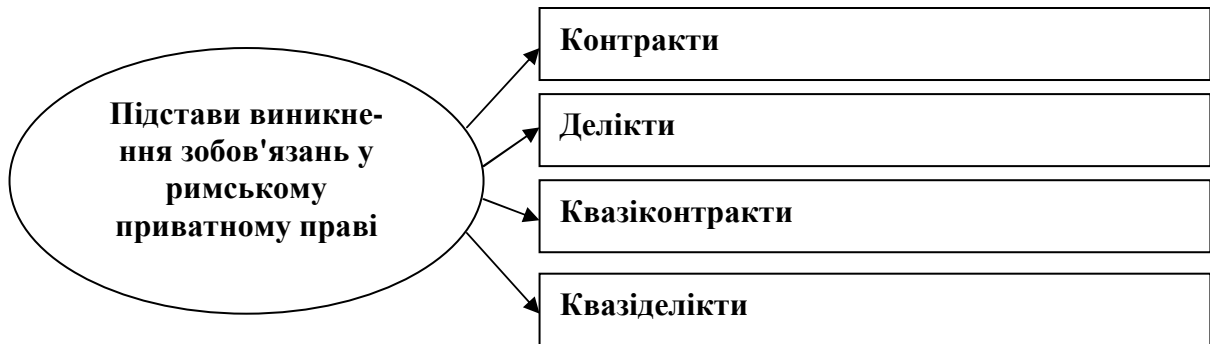 Підстави виникне-
ння зобов'язань у
римському
приватному праві
Контракти
Делікти
Квазіконтракти
Квазіделікти